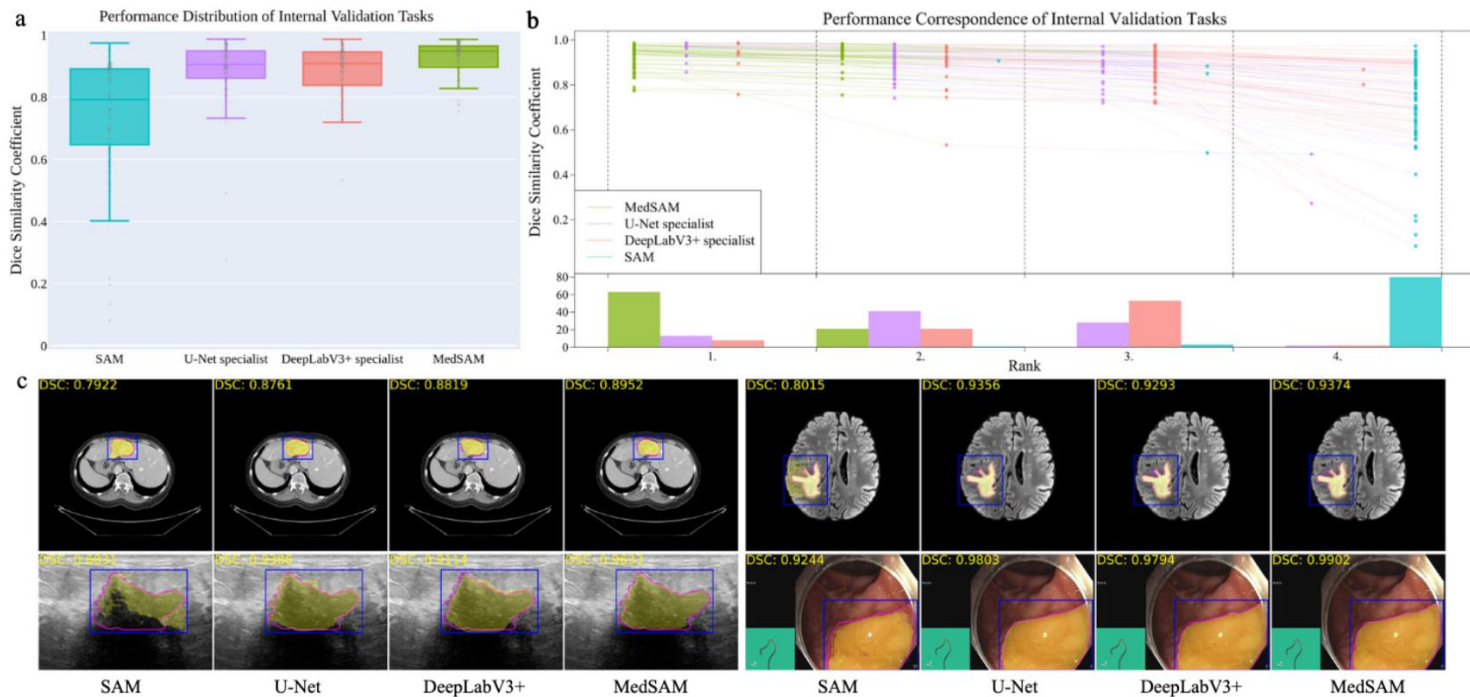 a
Performance Distribution of Internal Validation Tasks
Dice Similarity Coefficient
1
0.8
0.6
0.4
0.2
0
SAM
U-Net specialist
DeepLabV3+ specialist
MedSAM
b
Performance Correspondence of Internal Validation Tasks
Dice Similarity Coefficient
1.0
0.8
0.6
0.4
0.2
MedSAM
U-Net specialist
DeepLabV3+ specialist
SAM
80
60
40
20
0
1.
2.
3.
4.
Rank
c
DSC: 0.7922
DSC: 0.8761
DSC: 0.8819
DSC: 0.8952
DSC: 0.8015
DSC: 0.9356
DSC: 0.9293
DSC: 0.9374
DSC:
DSC:
DSC:
DSC:
DSC: 0.9244
DSC: 0.9803
DSC: 0.9794
DSC: 0.9902
SAM
U-Net
DeepLabV3+
MedSAM
SAM
U-Net
DeepLabV3+
MedSAM